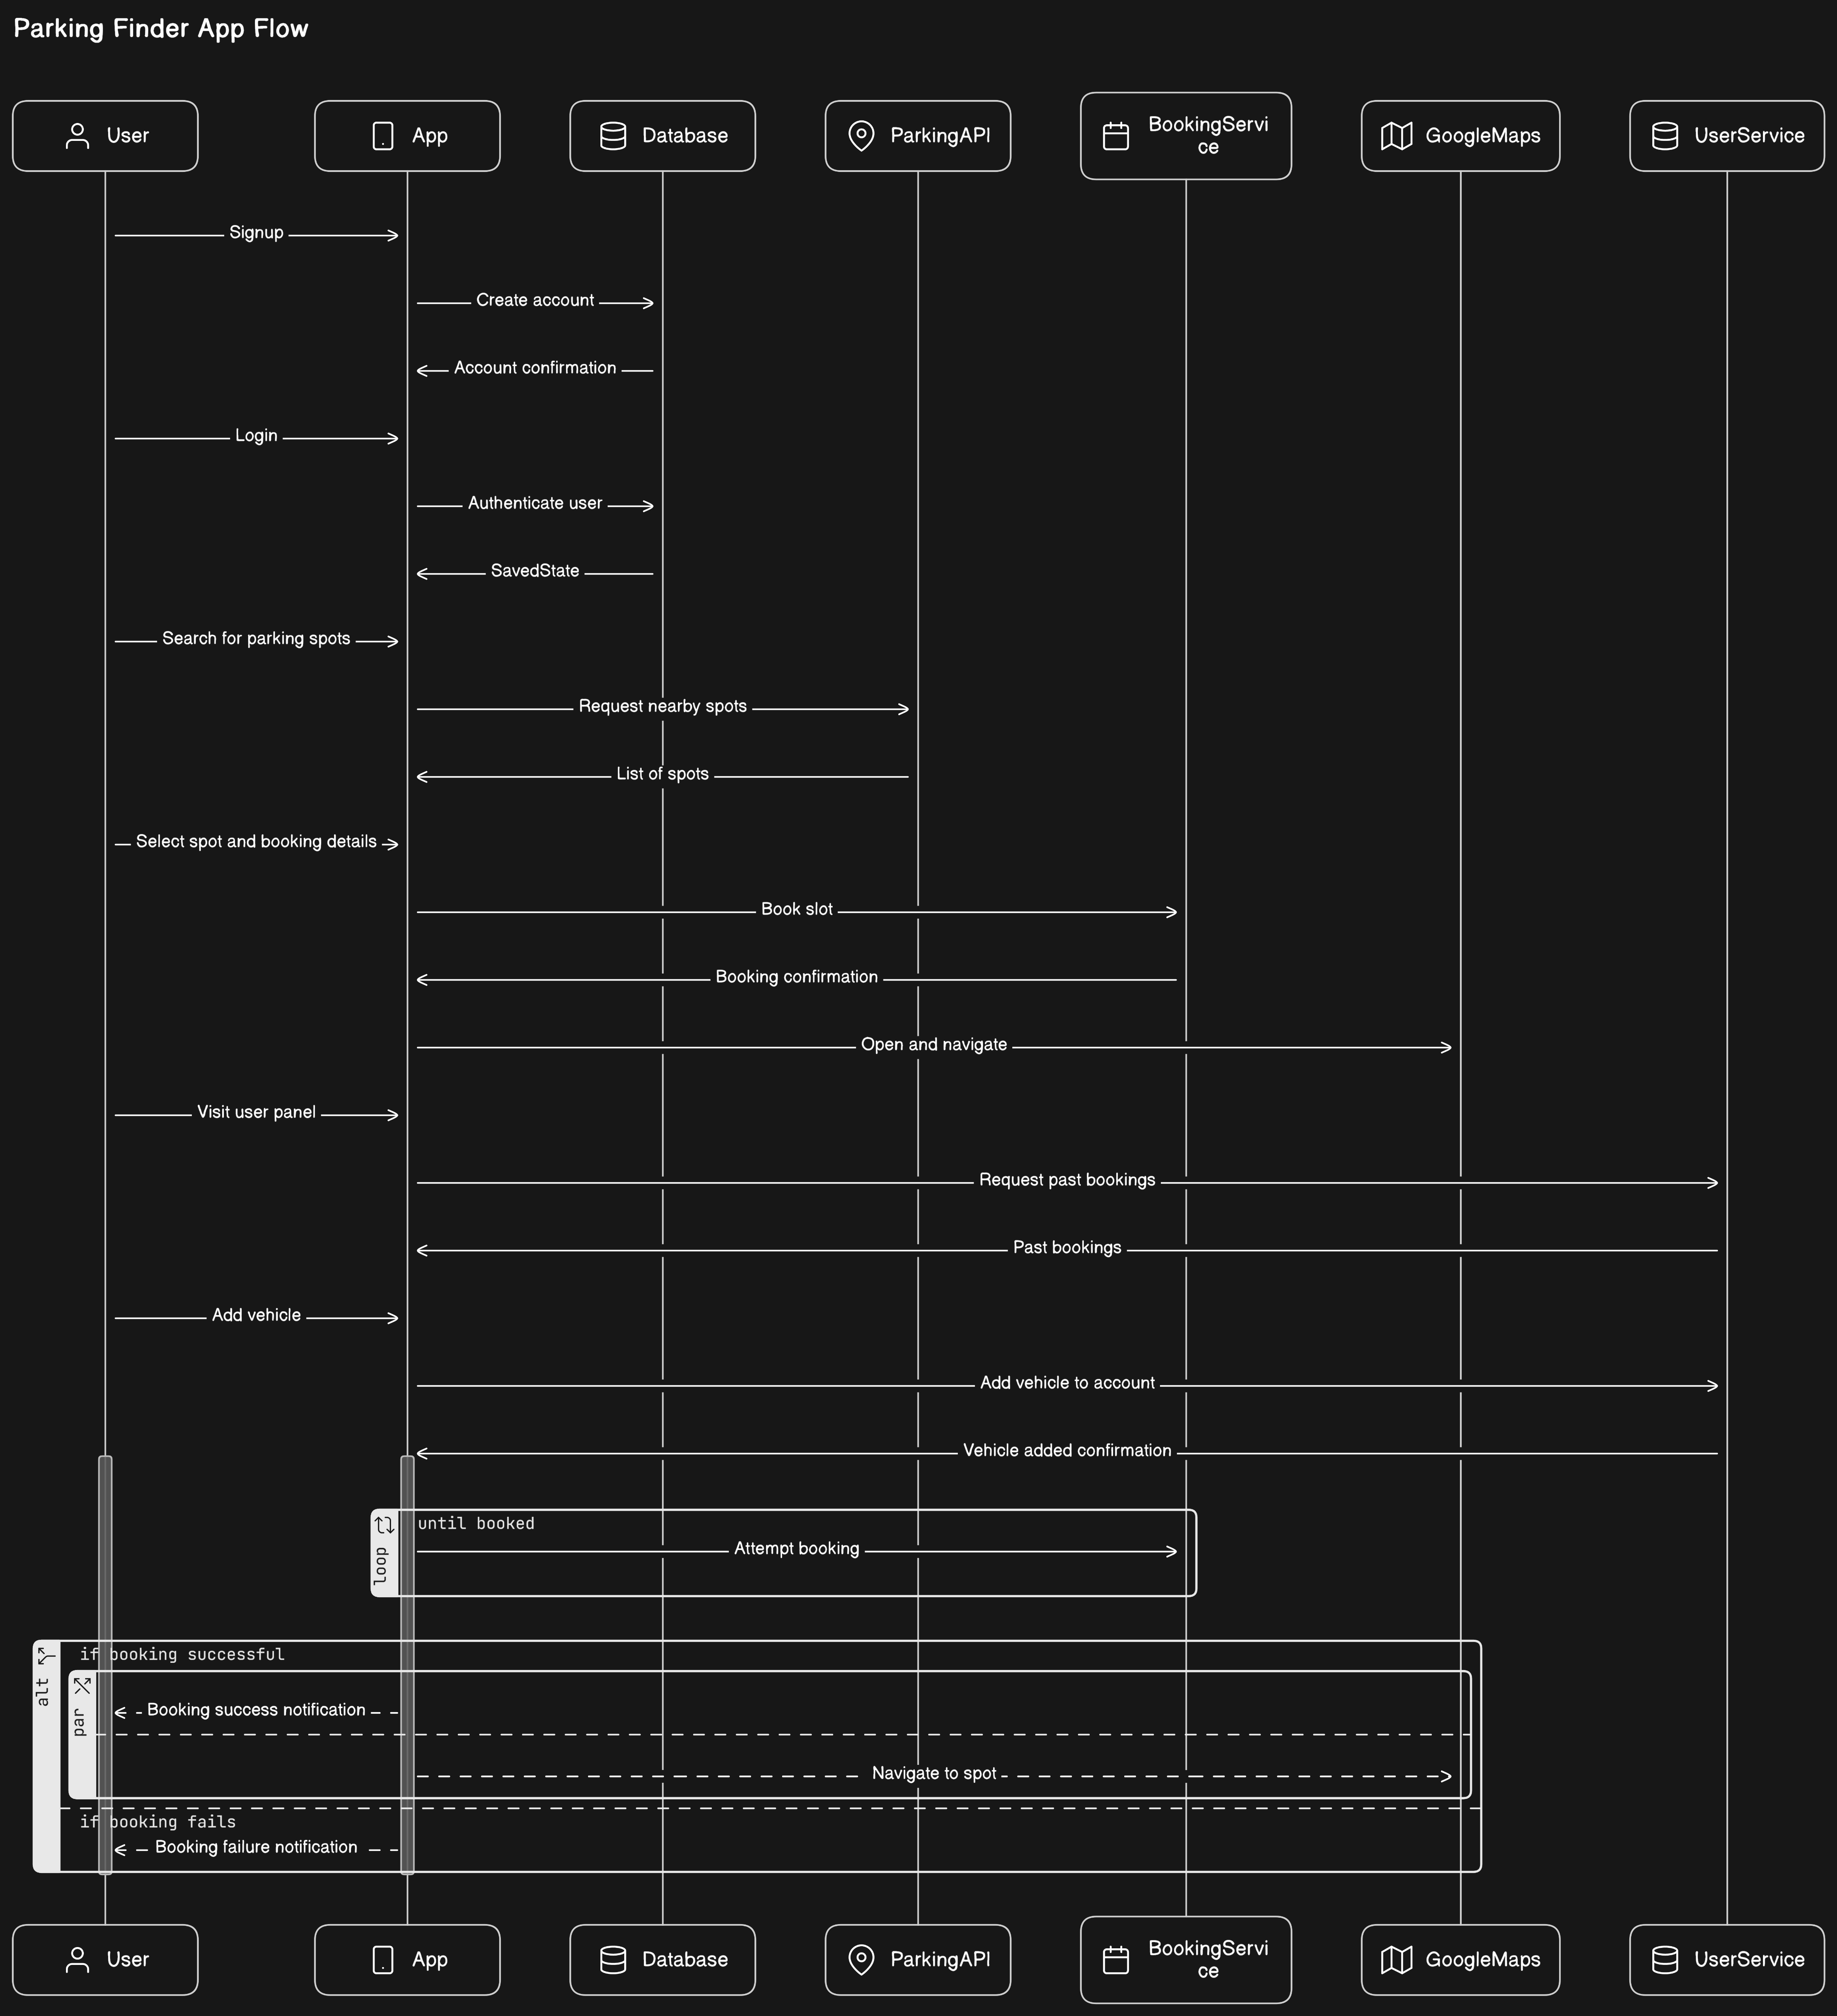 Parking Finder App Flow
User
App
Database
ParkingAPI
BookingServi
ce
GoogleMaps
UserService
Signup
Create account
Account confirmation
Login
Authenticate user
SavedState
Search for parking spots
Request nearby spots
List of spots
Select spot and booking details
Book slot
Booking confirmation
Open and navigate
Visit user panel
Request past bookings
Past bookings
Add vehicle
Add vehicle to account
Vehicle added confirmation
loop
until booked
Attempt booking
alt
if booking successful
par
Booking success notification
Navigate to spot
if booking fails
Booking failure notification
User
App
Database
ParkingAPI
BookingServi
ce
GoogleMaps
UserService